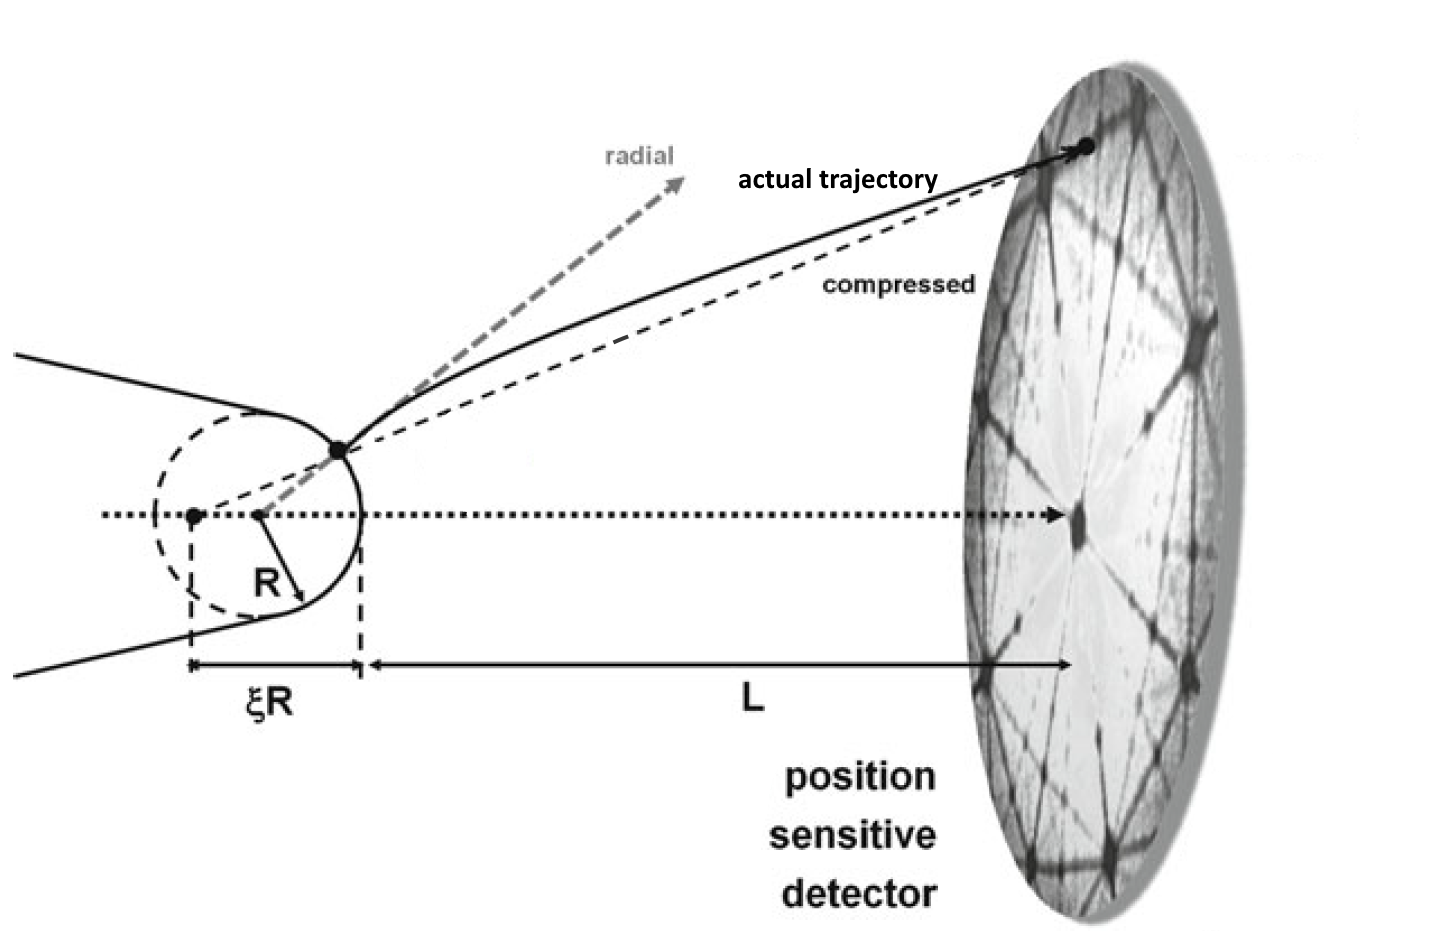 radial
actual trajectory
compressed
R
ξR
L
position
sensitive
detector